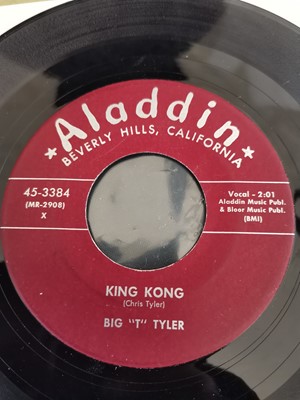 ★ Aladdin ★
BEVERLY HILLS, CALIFORNIA
45-3384
(MR-2908)
X
Vocal - 2:01
Aladdin Music Publ.
& Bloor Music Publ.
(BMI)
KING KONG
(Chris Tyler)
BIG "T" TYLER